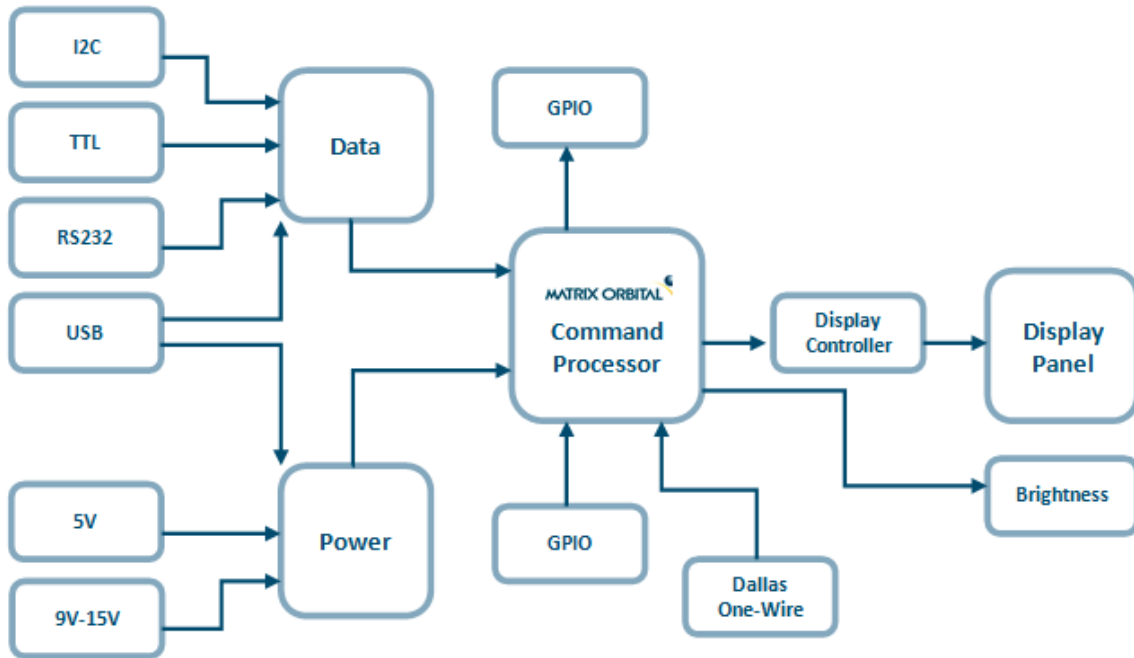 I2C
TTL
RS232
USB
5V
9V-15V
Data
Power
GPIO
MATRIX ORBITAL
Command
Processor
GPIO
Dallas
One-Wire
Display
Controller
Display
Panel
Brightness